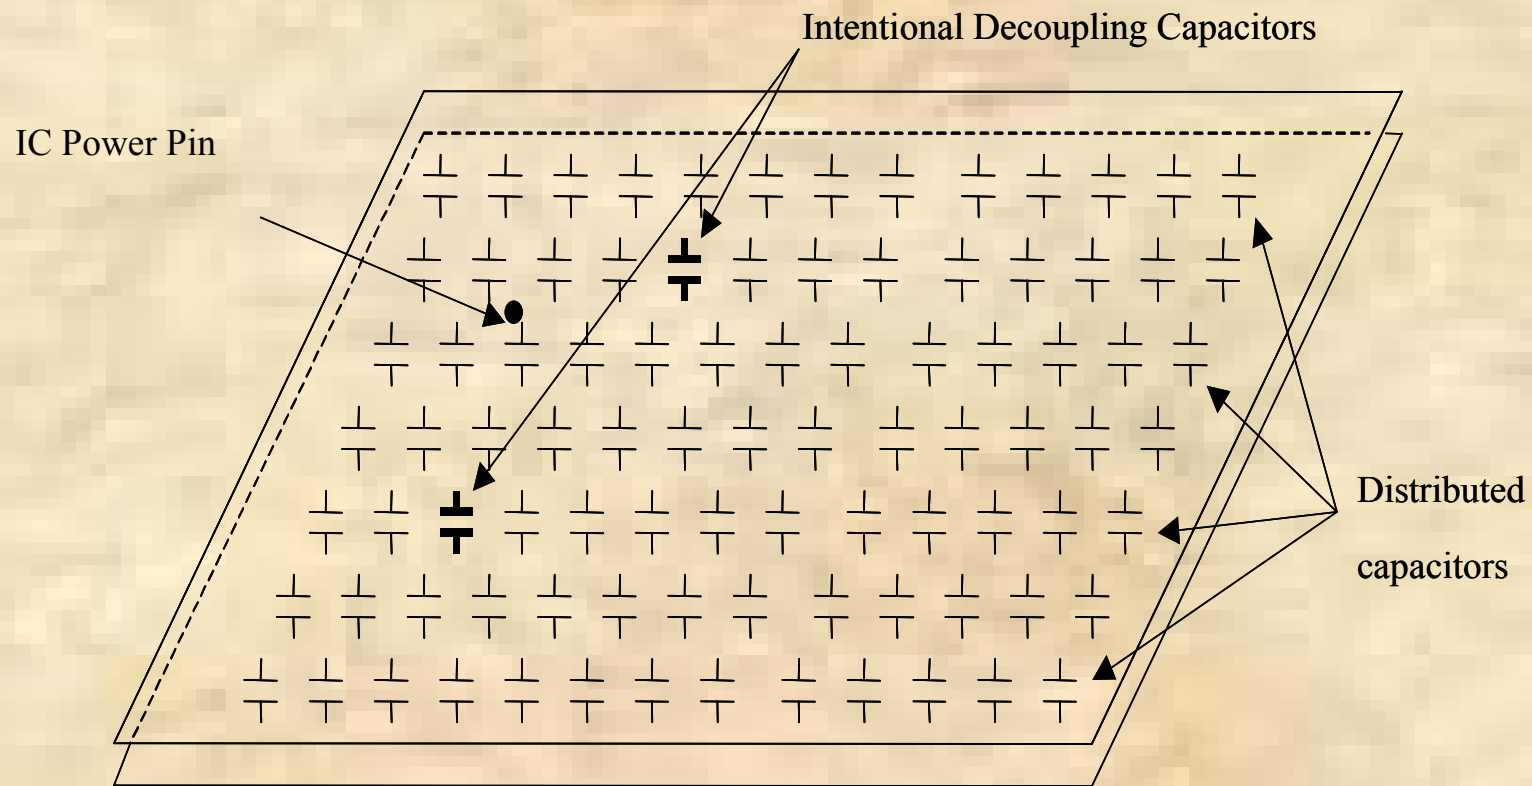 Intentional Decoupling Capacitors
IC Power Pin
Distributed
capacitors